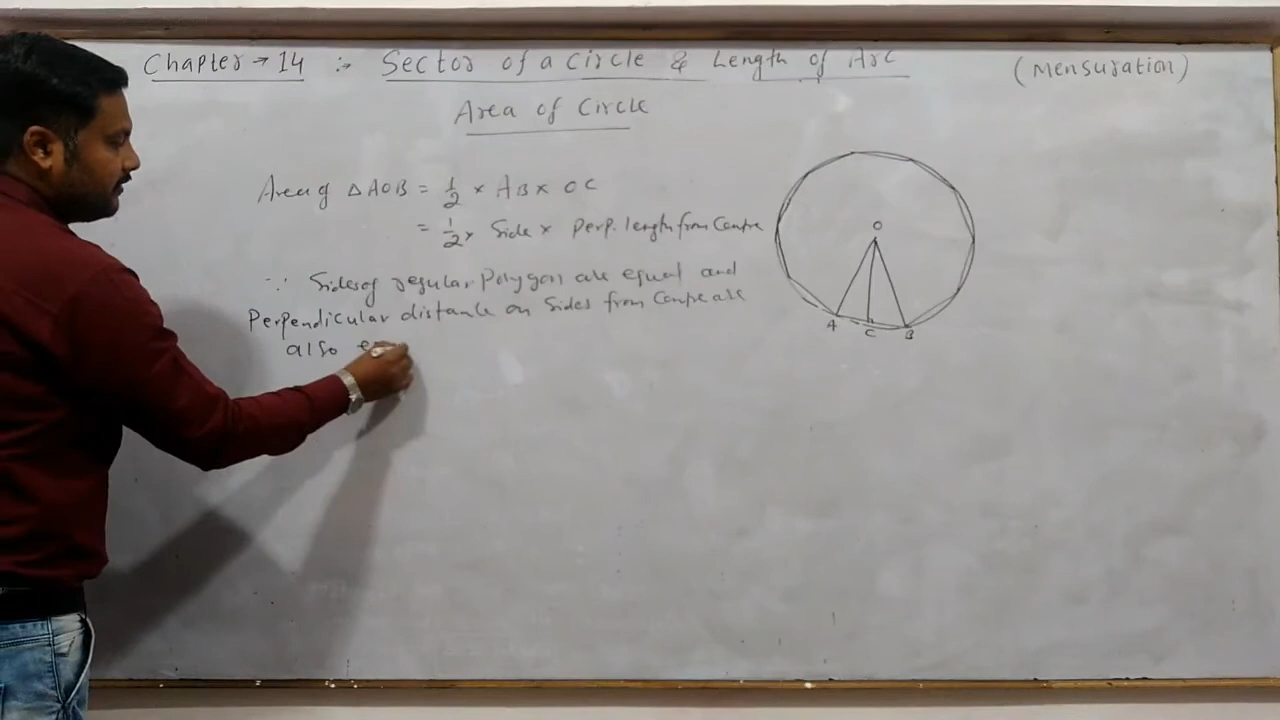 Chapter → 14 :- Sector of a Circle & Length of Arc (Mensuration)
Area of Circle
Area of △AOB = 1/2 × AB × OC
= 1/2 × Side × Perp. length from Centre
∵ Sides of regular Polygon are equal and
Perpendicular distance on Sides from Centre are
also
O
A C B